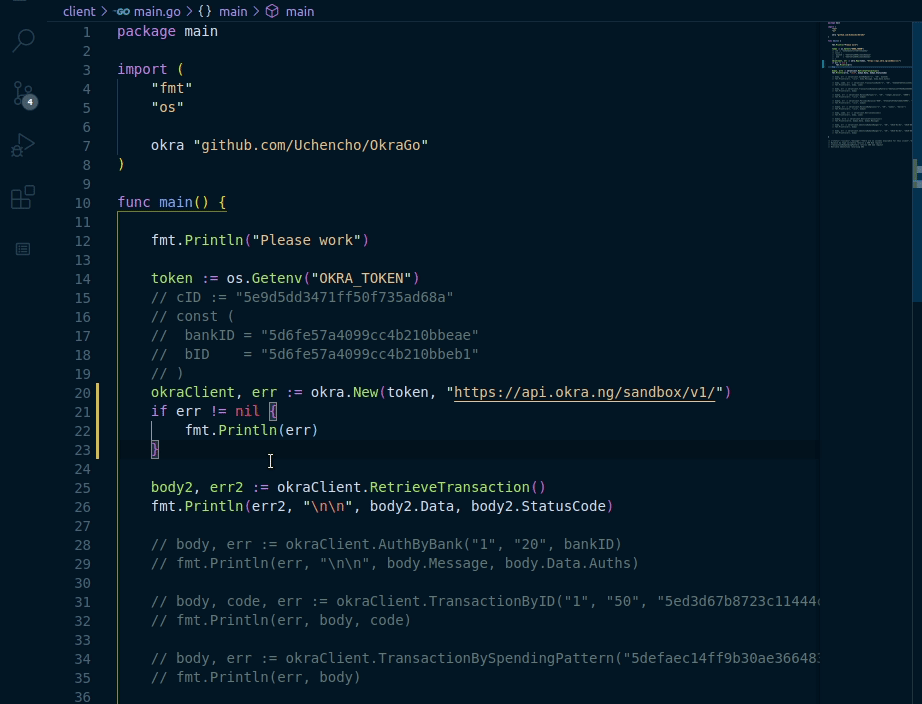 client > GO main.go > {} main > main
1 package main
2
3 import (
4 "fmt"
5 "os"
6
7 okra "github.com/Uchencho/OkraGo"
8 )
9
10 func main() {
11
12 fmt.Println("Please work")
13
14 token := os.Getenv("OKRA_TOKEN")
15 // cID := "5e9d5dd3471ff50f735ad68a"
16 // const (
17 // bankID = "5d6fe57a4099cc4b210bbeae"
18 // bID    = "5d6fe57a4099cc4b210bbeb1"
19 // )
20 okraClient, err := okra.New(token, "https://api.okra.ng/sandbox/v1/")
21 if err != nil {
22 fmt.Println(err)
23 }
24
25 body2, err2 := okraClient.RetrieveTransaction()
26 fmt.Println(err2, "\n\n", body2.Data, body2.StatusCode)
27
28 // body, err := okraClient.AuthByBank("1", "20", bankID)
29 // fmt.Println(err, "\n\n", body.Message, body.Data.Auths)
30
31 // body, code, err := okraClient.TransactionByID("1", "50", "5ed3d67b8723c11444
32 // fmt.Println(err, body, code)
33
34 // body, err := okraClient.TransactionBySpendingPattern("5defaec14ff9b30ae36648
35 // fmt.Println(err, body)
36
4